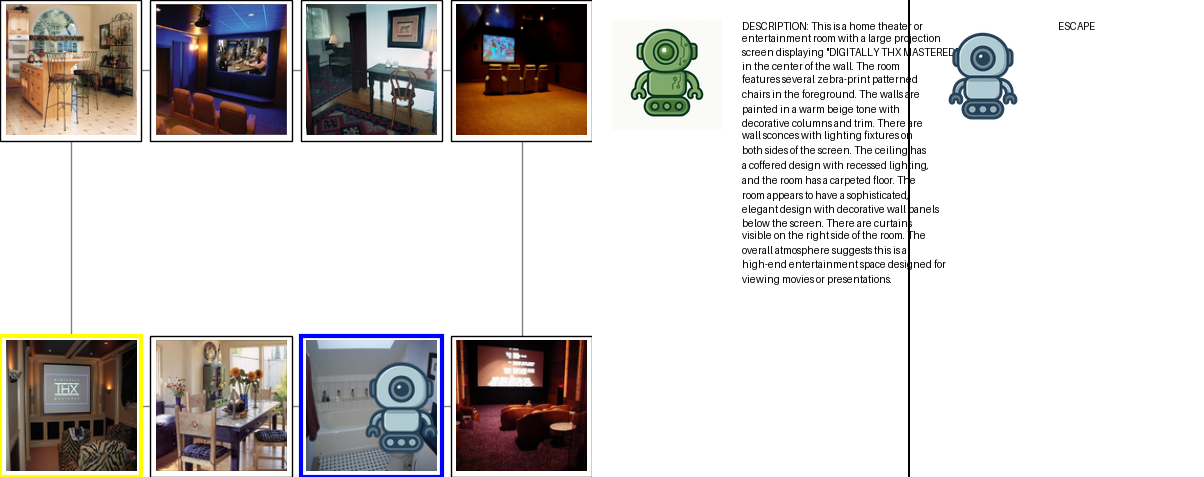 DESCRIPTION: This is a home theater or
entertainment room with a large projection
screen displaying "DIGITALLY THX MASTERED"
in the center of the wall. The room
features several zebra-print patterned
chairs in the foreground. The walls are
painted in a warm beige tone with
decorative columns and trim. There are
wall sconces with lighting fixtures on
both sides of the screen. The ceiling has
a coffered design with recessed lighting,
and the room has a carpeted floor. The
room appears to have a sophisticated,
elegant design with decorative wall panels
below the screen. There are curtains
visible on the right side of the room. The
overall atmosphere suggests this is a
high-end entertainment space designed for
viewing movies or presentations.
ESCAPE
THX